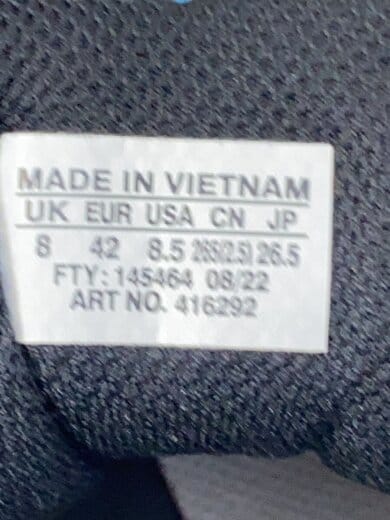 MADE IN VIETNAM
UK EUR USA CN JP
8 42 8.5 265(2.5) 26.5
FTY: 145464 08/22
ART NO. 416292